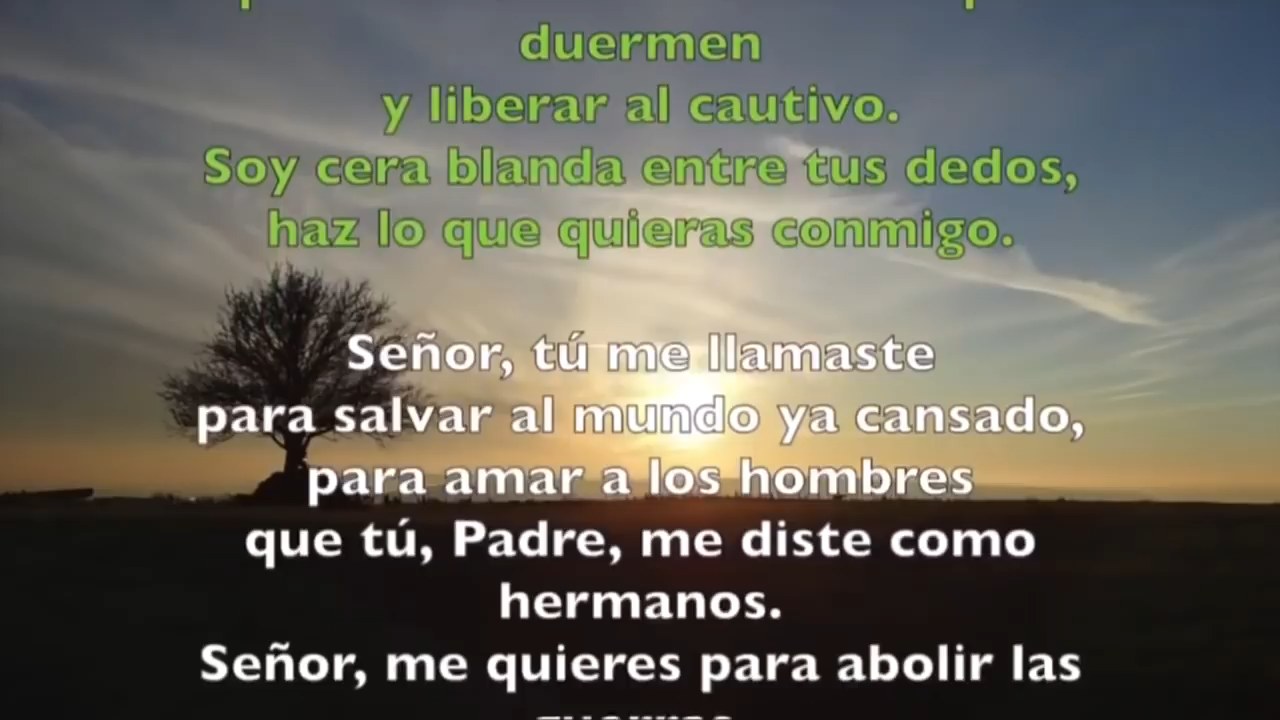 duermen
y liberar al cautivo.
Soy cera blanda entre tus dedos,
haz lo que quieras conmigo.
Señor, tú me llamaste
para salvar al mundo ya cansado,
para amar a los hombres
que tú, Padre, me diste como
hermanos.
Señor, me quieres para abolir las